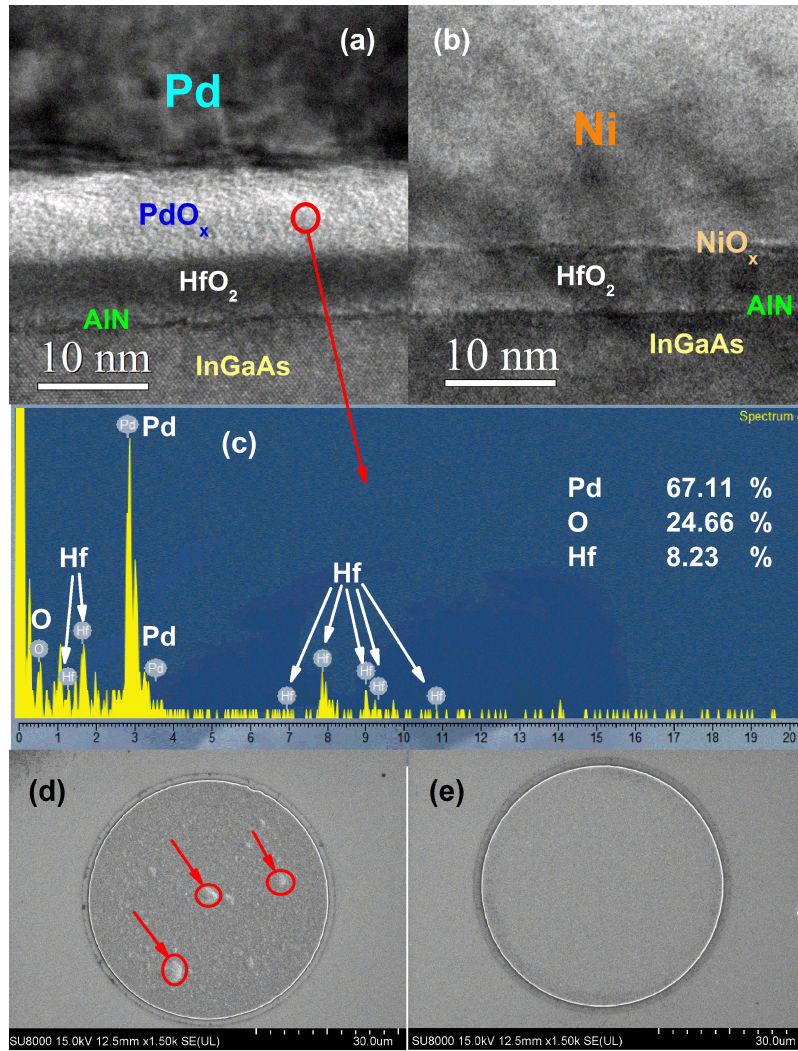 (a)
Pd
PdOₓ
HfO₂
AlN
10 nm
InGaAs
(b)
Ni
NiOₓ
HfO₂
AlN
10 nm
InGaAs
(c)
Spectrum
Pd
Pd
Pd 67.11 %
O 24.66 %
Hf 8.23 %
Hf
Hf
O
Hf
O
Hf
Pd
Pd
Hf
Hf
Hf
Hf
Hf
0 1 2 3 4 5 6 7 8 9 10 11 12 13 14 15 16 17 18 19 20
(d)
SU8000 15.0kV 12.5mm x1.50k SE(UL) 30.0um
(e)
SU8000 15.0kV 12.5mm x1.50k SE(UL) 30.0um